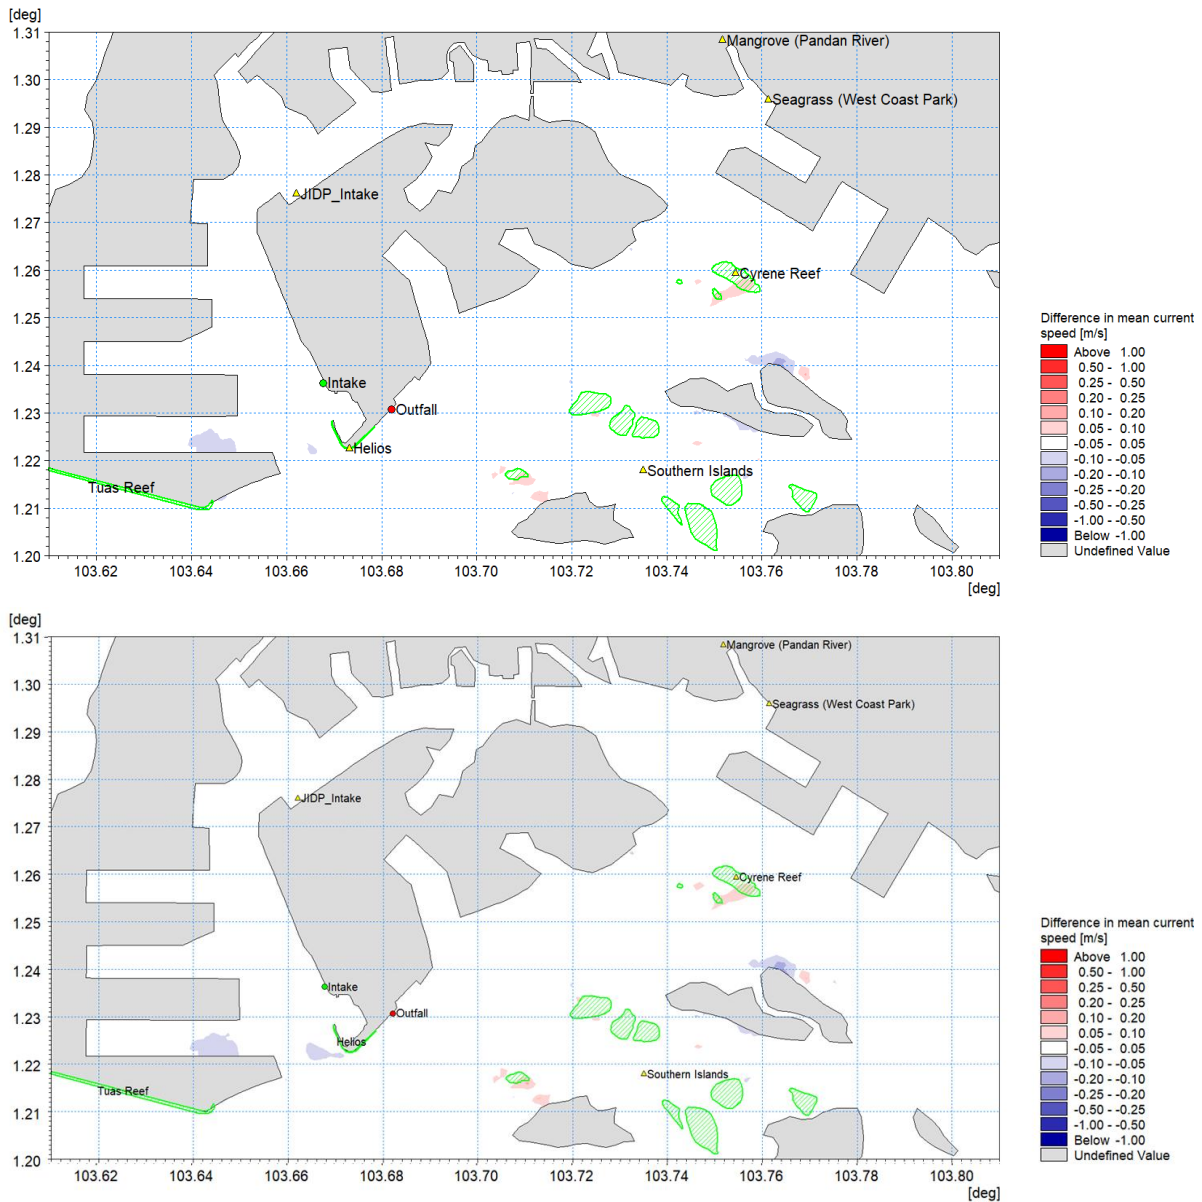 [deg]
1.31
Mangrove (Pandan River)
1.30
Seagrass (West Coast Park)
1.29
1.28
JIDP_Intake
1.27
1.26
Cyrene Reef
1.25
1.24
Intake
1.23
Outfall
Helios
1.22
Southern Islands
Tuas Reef
1.21
1.20
103.62 103.64 103.66 103.68 103.70 103.72 103.74 103.76 103.78 103.80
[deg]
Difference in mean current
speed [m/s]
Above 1.00
0.50 - 1.00
0.25 - 0.50
0.20 - 0.25
0.10 - 0.20
0.05 - 0.10
-0.05 - 0.05
-0.10 - -0.05
-0.20 - -0.10
-0.25 - -0.20
-0.50 - -0.25
-1.00 - -0.50
Below -1.00
Undefined Value
[deg]
1.31
Mangrove (Pandan River)
1.30
Seagrass (West Coast Park)
1.29
1.28
JIDP_Intake
1.27
1.26
Cyrene Reef
1.25
1.24
Intake
1.23
Outfall
Helios
1.22
Southern Islands
Tuas Reef
1.21
1.20
103.62 103.64 103.66 103.68 103.70 103.72 103.74 103.76 103.78 103.80
[deg]
Difference in mean current
speed [m/s]
Above 1.00
0.50 - 1.00
0.25 - 0.50
0.20 - 0.25
0.10 - 0.20
0.05 - 0.10
-0.05 - 0.05
-0.10 - -0.05
-0.20 - -0.10
-0.25 - -0.20
-0.50 - -0.25
-1.00 - -0.50
Below -1.00
Undefined Value